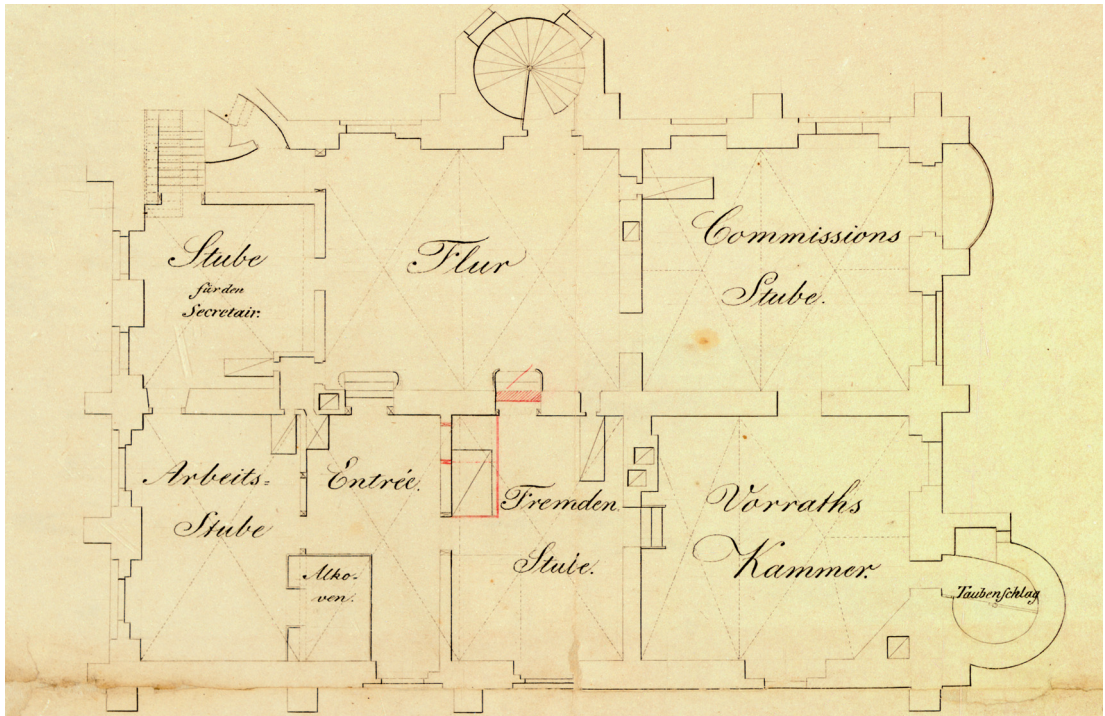 Stube
für den
Secretair.
Flur
Commissions
Stube.
Arbeits=
Stube
Entrée.
Alko-
ven.
Fremden
Stube.
Vorraths
Kammer.
Taubenschlag